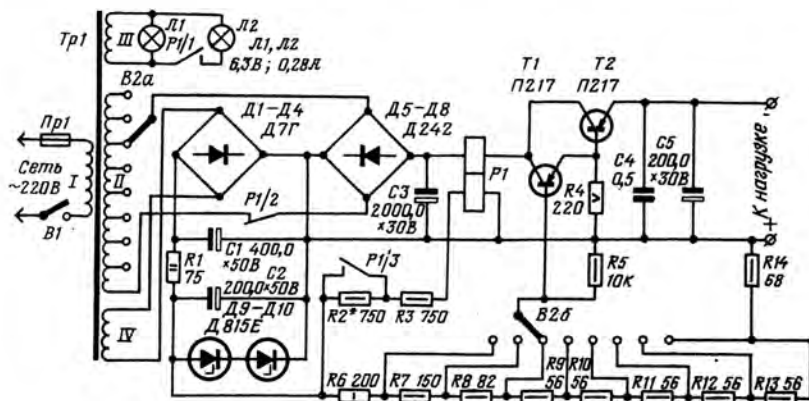 Тр1
III
Л1
Р1/1
Л2
Л1, Л2
6,3В; 0,28А
В2а
Пр1
Сеть
~220В
I
II
В1
Д1-Д4
Д7Г
Д5-Д8
Д242
Т1
П217
Т2
П217
Р1
С3
2000,0
×30В
R4
220
С4
0,5
С5
200,0
×30В
К нагрузке
-
+
Р1/2
С1 400,0
×50В
R1
75
С2
200,0×50В
Р1/3
R2* 750
R3 750
R5
10К
R14
68
В2б
IV
Д9-Д10
Д815Е
R6 200
R7 150
R8 82
R9
56
R10
56
R11 56
R12 56
R13 56